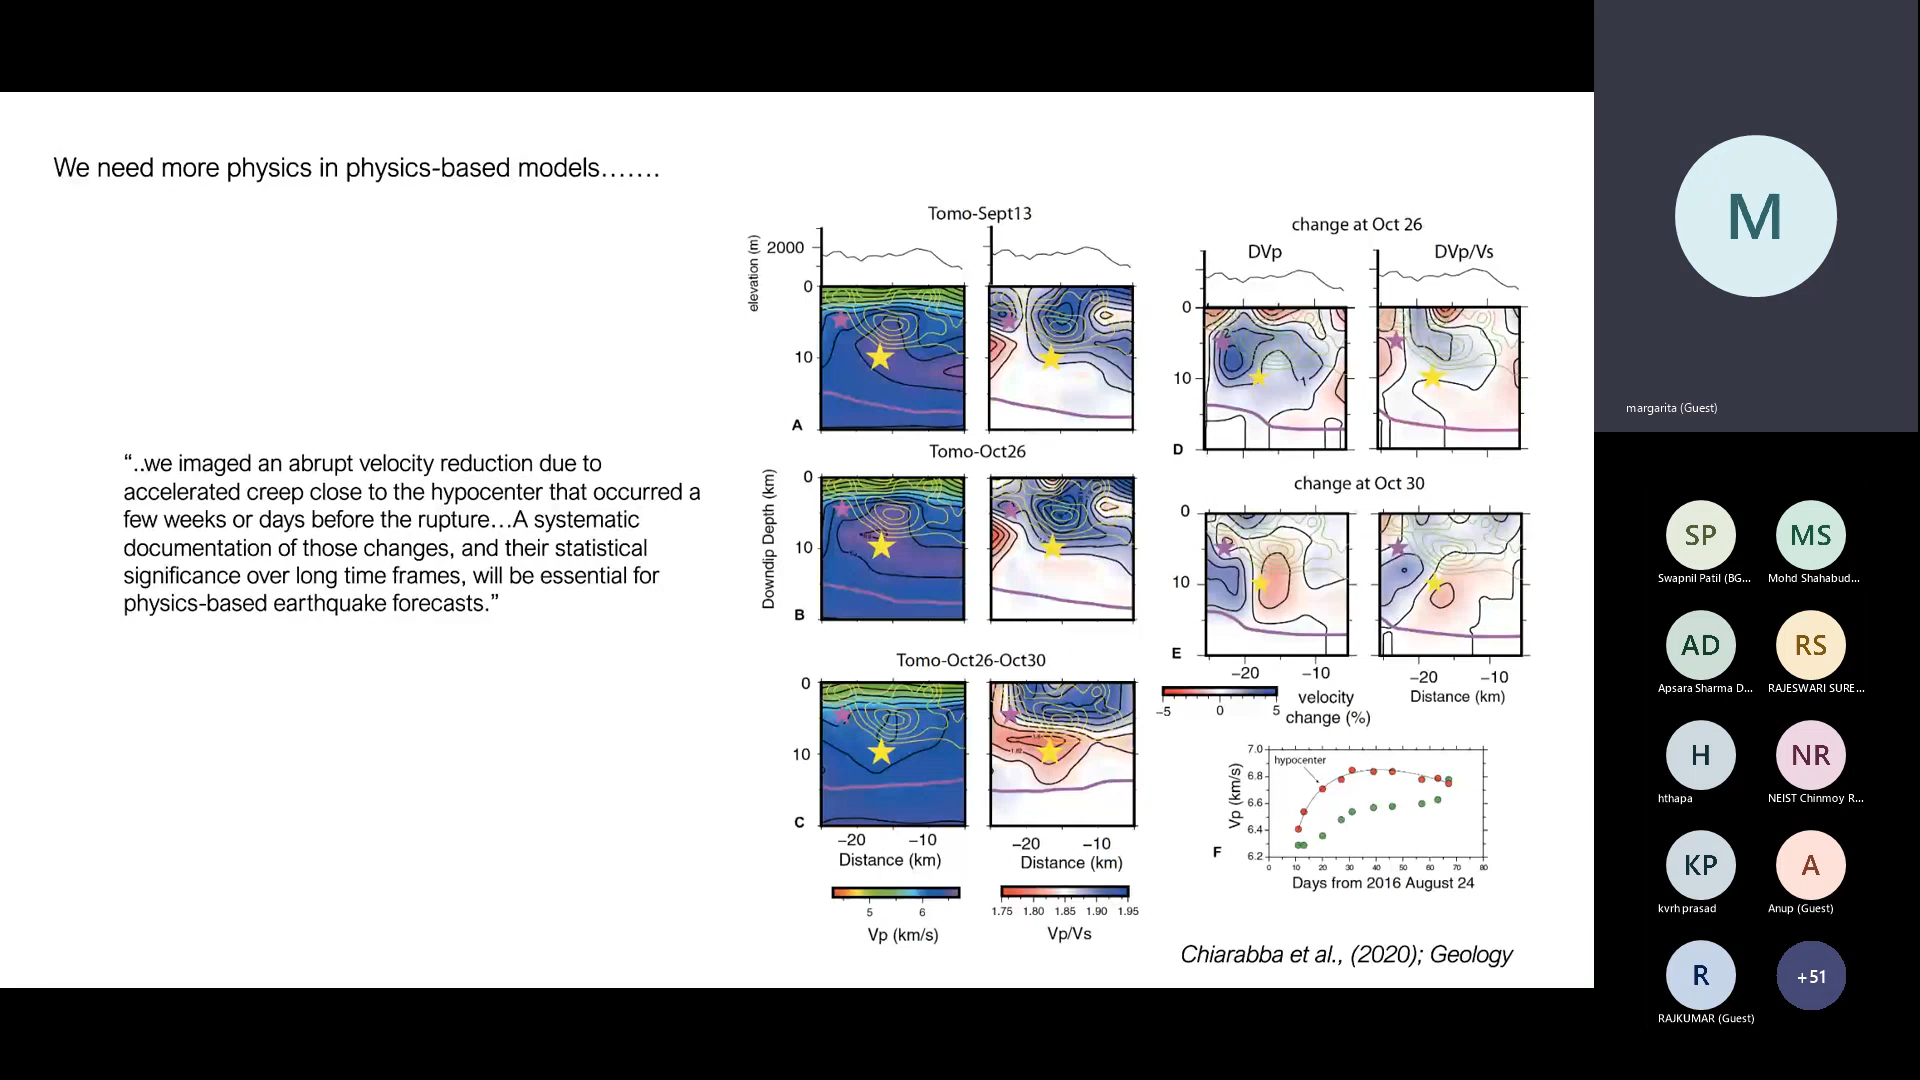 We need more physics in physics-based models.......
“..we imaged an abrupt velocity reduction due to
accelerated creep close to the hypocenter that occurred a
few weeks or days before the rupture…A systematic
documentation of those changes, and their statistical
significance over long time frames, will be essential for
physics-based earthquake forecasts.”
Tomo-Sept13
elevation (m)
2000
0
10
A
Tomo-Oct26
Downdip Depth (km)
0
10
B
Tomo-Oct26-Oct30
0
10
C
−20 −10
Distance (km)
−20 −10
Distance (km)
5 6
Vp (km/s)
1.75 1.80 1.85 1.90 1.95
Vp/Vs
change at Oct 26
DVp
DVp/Vs
0
10
D
change at Oct 30
0
10
E
−20 −10
−20 −10
Distance (km)
-5 0 5
velocity
change (%)
hypocenter
Vp (km/s)
7.0
6.8
6.6
6.4
6.2
F
0 10 20 30 40 50 60 70 80
Days from 2016 August 24
Chiarabba et al., (2020); Geology
M
margarita (Guest)
SP
Swapnil Patil (BG...
MS
Mohd Shahabud...
AD
Apsara Sharma D...
RS
RAJESWARI SURE...
H
hthapa
NR
NEIST Chinmoy R...
KP
kvrh prasad
A
Anup (Guest)
R
RAJKUMAR (Guest)
+51